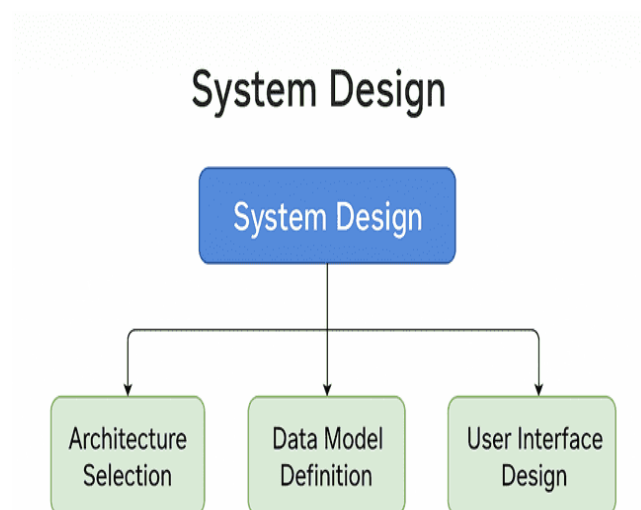 System Design
System Design
Architecture
Selection
Data Model
Definition
User Interface
Design